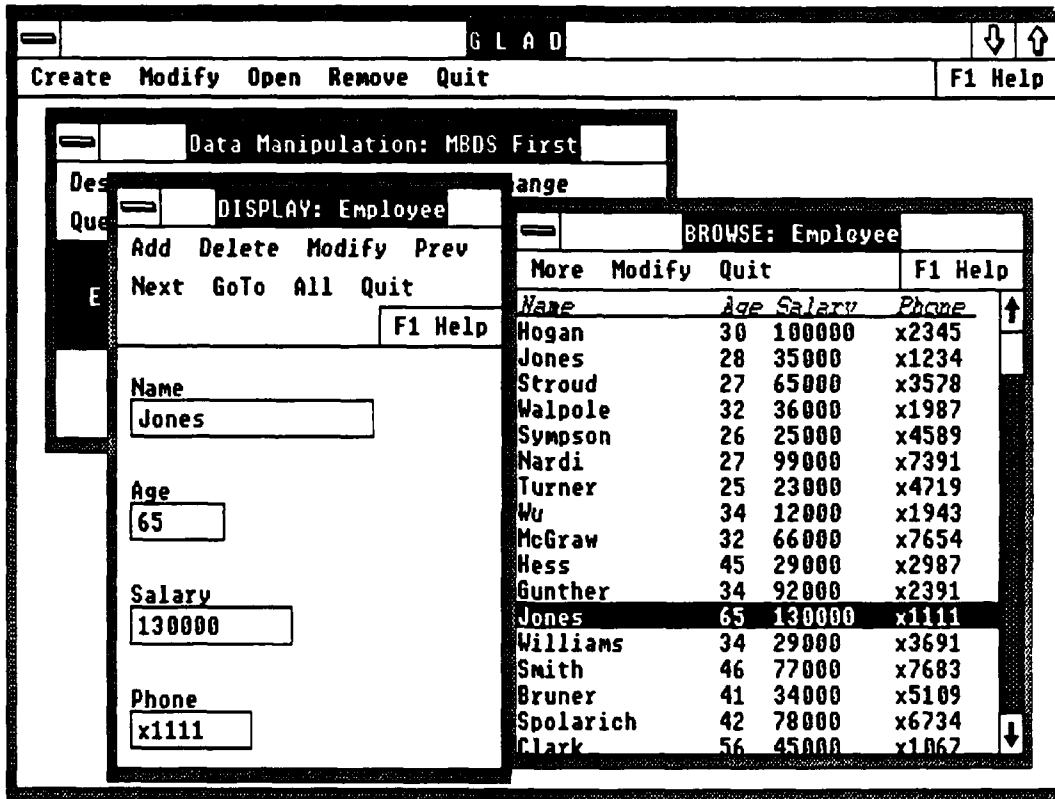 G L A D
Create Modify Open Remove Quit F1 Help
Data Manipulation: MBDS First
Des ange
Que
E
DISPLAY: Employee
Add Delete Modify Prev
Next GoTo All Quit
F1 Help
Name
Jones
Age
65
Salary
130000
Phone
x1111
BROWSE: Employee
More Modify Quit F1 Help
Name Age Salary Phone
Hogan 30 100000 x2345
Jones 28 35000 x1234
Stroud 27 65000 x3578
Walpole 32 36000 x1987
Sympson 26 25000 x4589
Nardi 27 99000 x7391
Turner 25 23000 x4719
Wu 34 12000 x1943
McGraw 32 66000 x7654
Hess 45 29000 x2987
Gunther 34 92000 x2391
Jones 65 130000 x1111
Williams 34 29000 x3691
Smith 46 77000 x7683
Bruner 41 34000 x5109
Spolarich 42 78000 x6734
Clark 56 45000 x1067